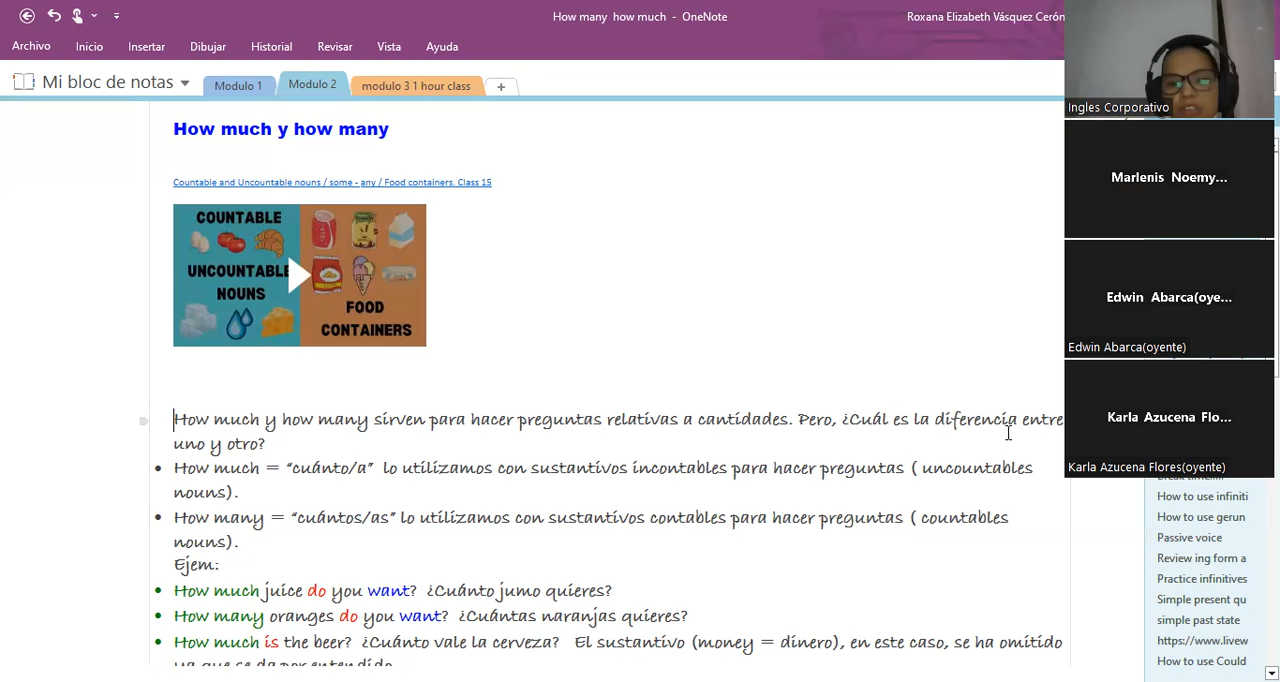 How many how much - OneNote
Roxana Elizabeth Vásquez Cerón
Archivo Inicio Insertar Dibujar Historial Revisar Vista Ayuda
Mi bloc de notas
Modulo 1
Modulo 2
modulo 3 1 hour class
+
How much y how many
Countable and Uncountable nouns / some - any / Food containers. Class 15
COUNTABLE
UNCOUNTABLE
NOUNS
FOOD
CONTAINERS
How much y how many sirven para hacer preguntas relativas a cantidades. Pero, ¿Cuál es la diferencia entre
uno y otro?
• How much = “cuánto/a” lo utilizamos con sustantivos incontables para hacer preguntas ( uncountables
nouns).
• How many = “cuántos/as” lo utilizamos con sustantivos contables para hacer preguntas ( countables
nouns).
Ejem:
• How much juice do you want? ¿Cuánto jumo quieres?
• How many oranges do you want? ¿Cuántas naranjas quieres?
• How much is the beer? ¿Cuánto vale la cerveza? El sustantivo (money = dinero), en este caso, se ha omitido
ya que se da por entendido
Ingles Corporativo
Marlenis Noemy...
Edwin Abarca(oye...
Edwin Abarca(oyente)
Karla Azucena Flo...
Karla Azucena Flores(oyente)
How to use infiniti
How to use gerun
Passive voice
Review ing form a
Practice infinitives
Simple present qu
simple past state
https://www.livew
How to use Could